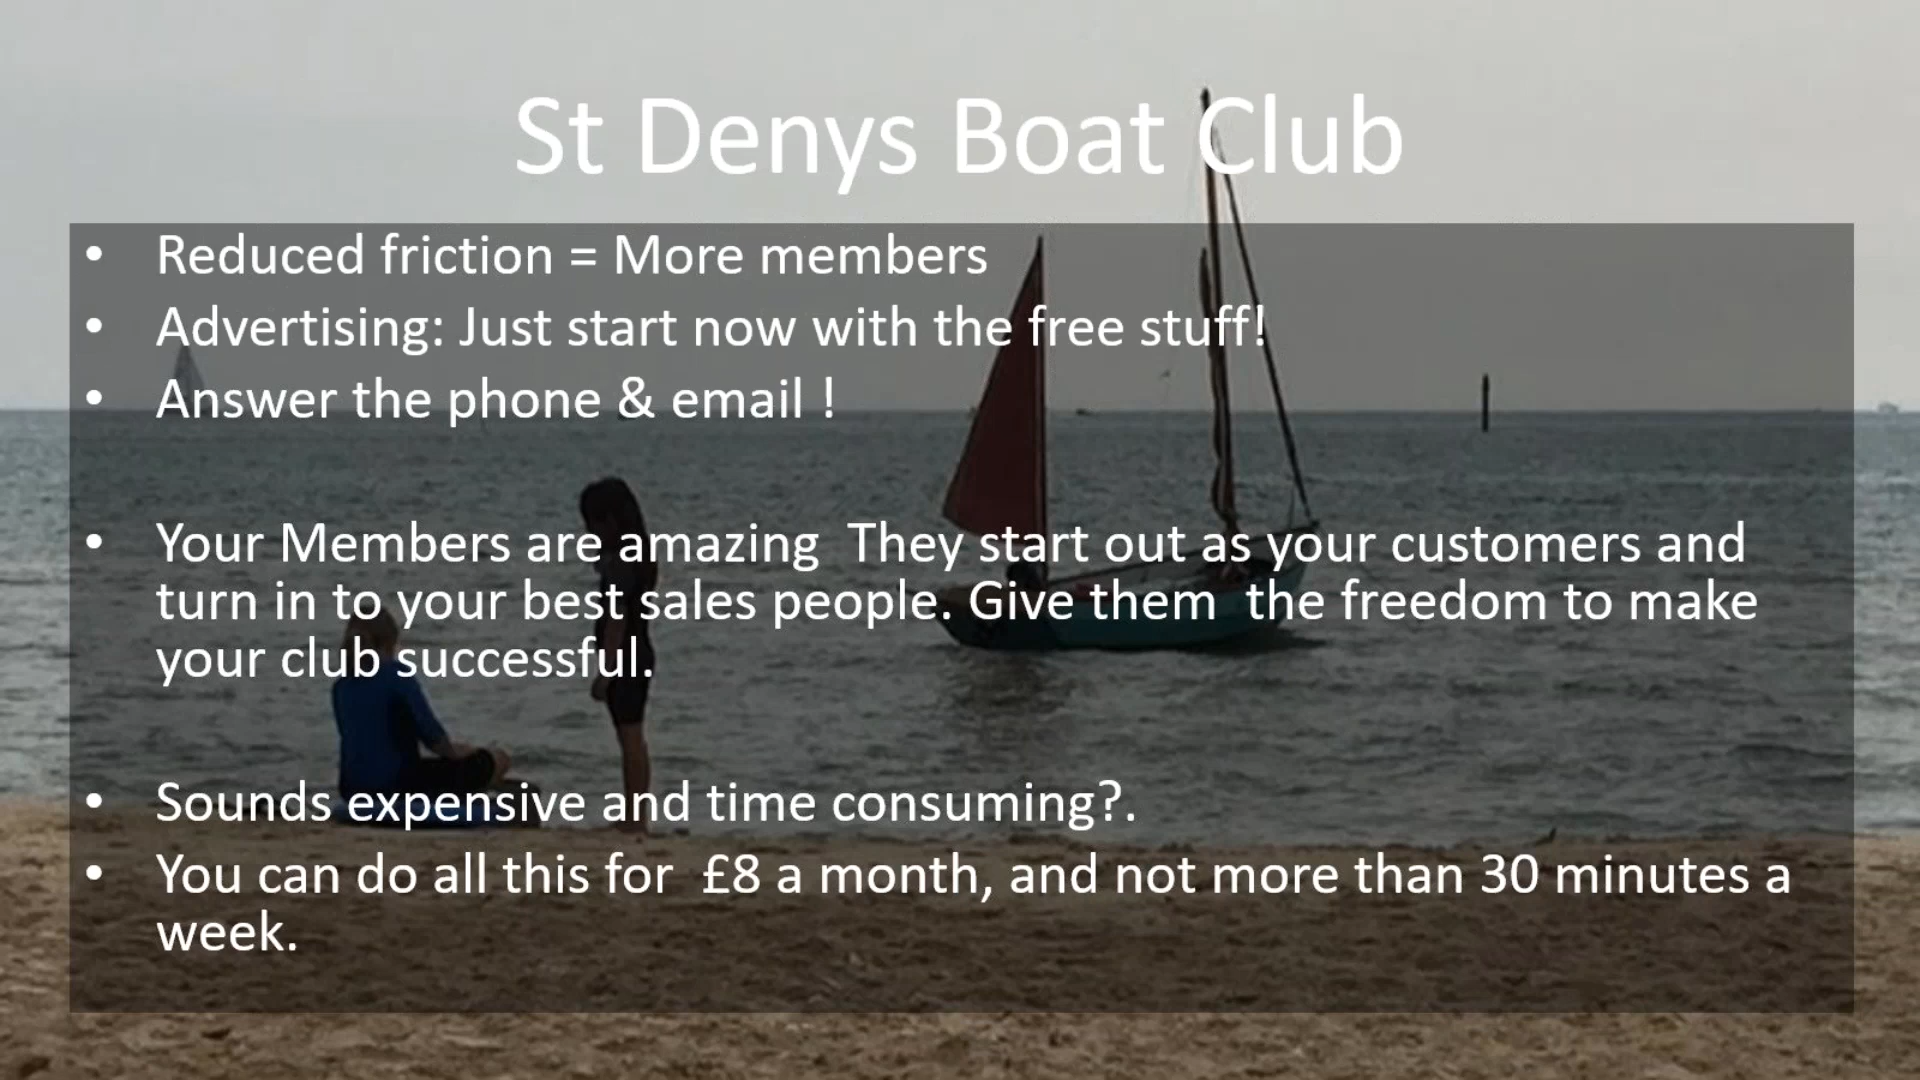 St Denys Boat Club
• Reduced friction = More members
• Advertising: Just start now with the free stuff!
• Answer the phone & email !
• Your Members are amazing  They start out as your customers and
turn in to your best sales people. Give them  the freedom to make
your club successful.
• Sounds expensive and time consuming?.
• You can do all this for  £8 a month, and not more than 30 minutes a
week.